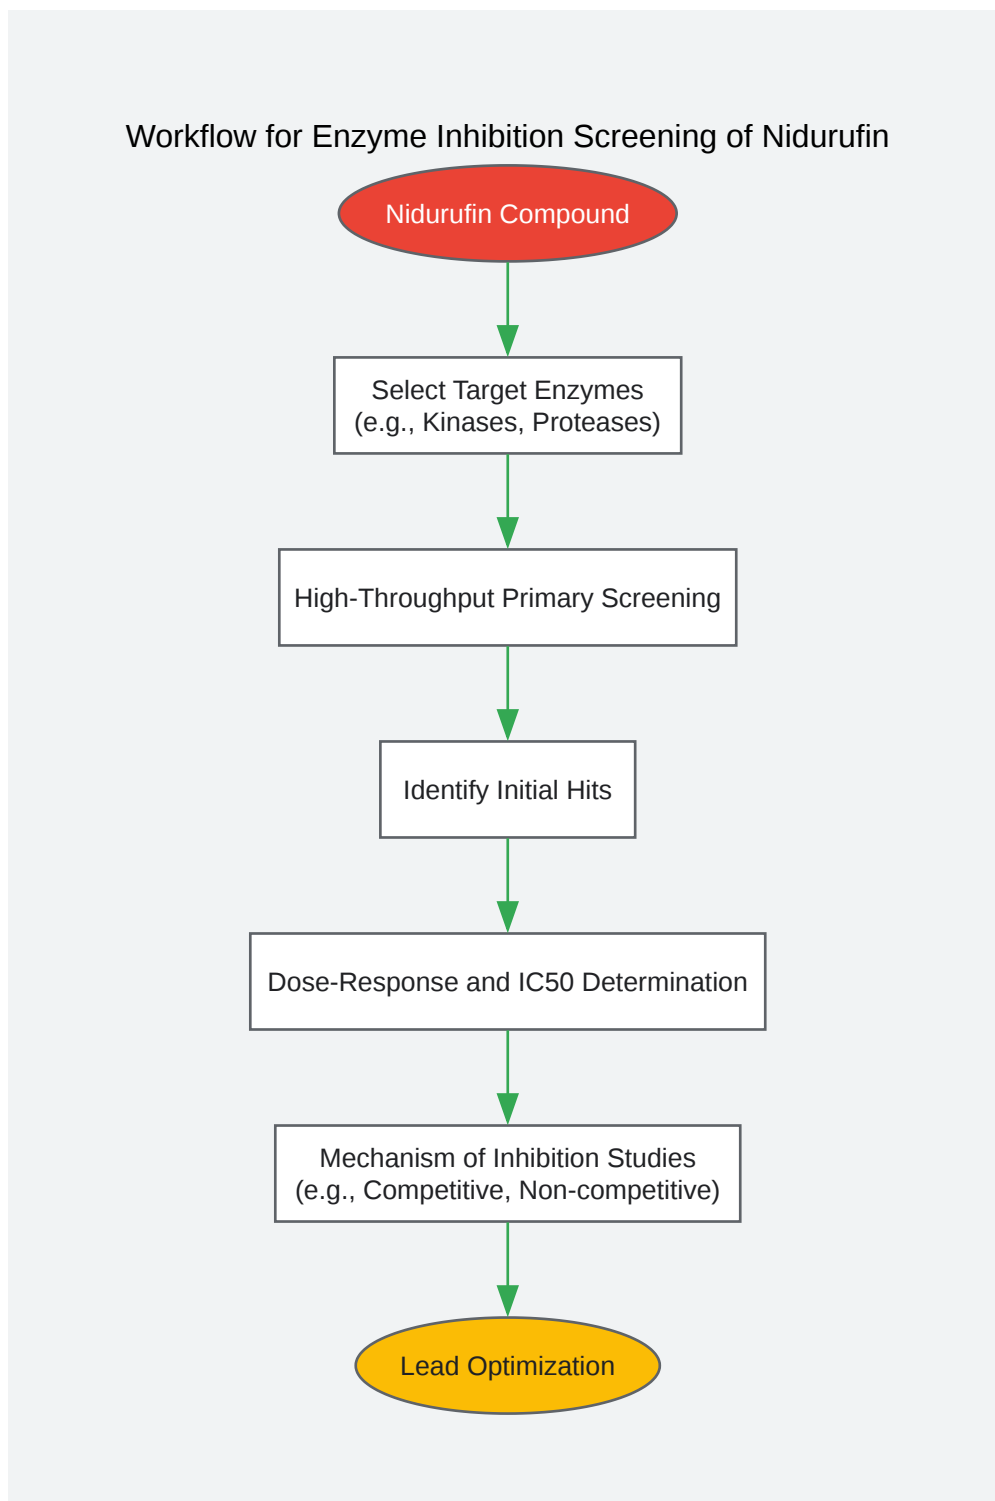 Workflow for Enzyme Inhibition Screening of Nidurufin
Nidurufin Compound
Select Target Enzymes
(e.g., Kinases, Proteases)
High-Throughput Primary Screening
Identify Initial Hits
Dose-Response and IC50 Determination
Mechanism of Inhibition Studies
(e.g., Competitive, Non-competitive)
Lead Optimization